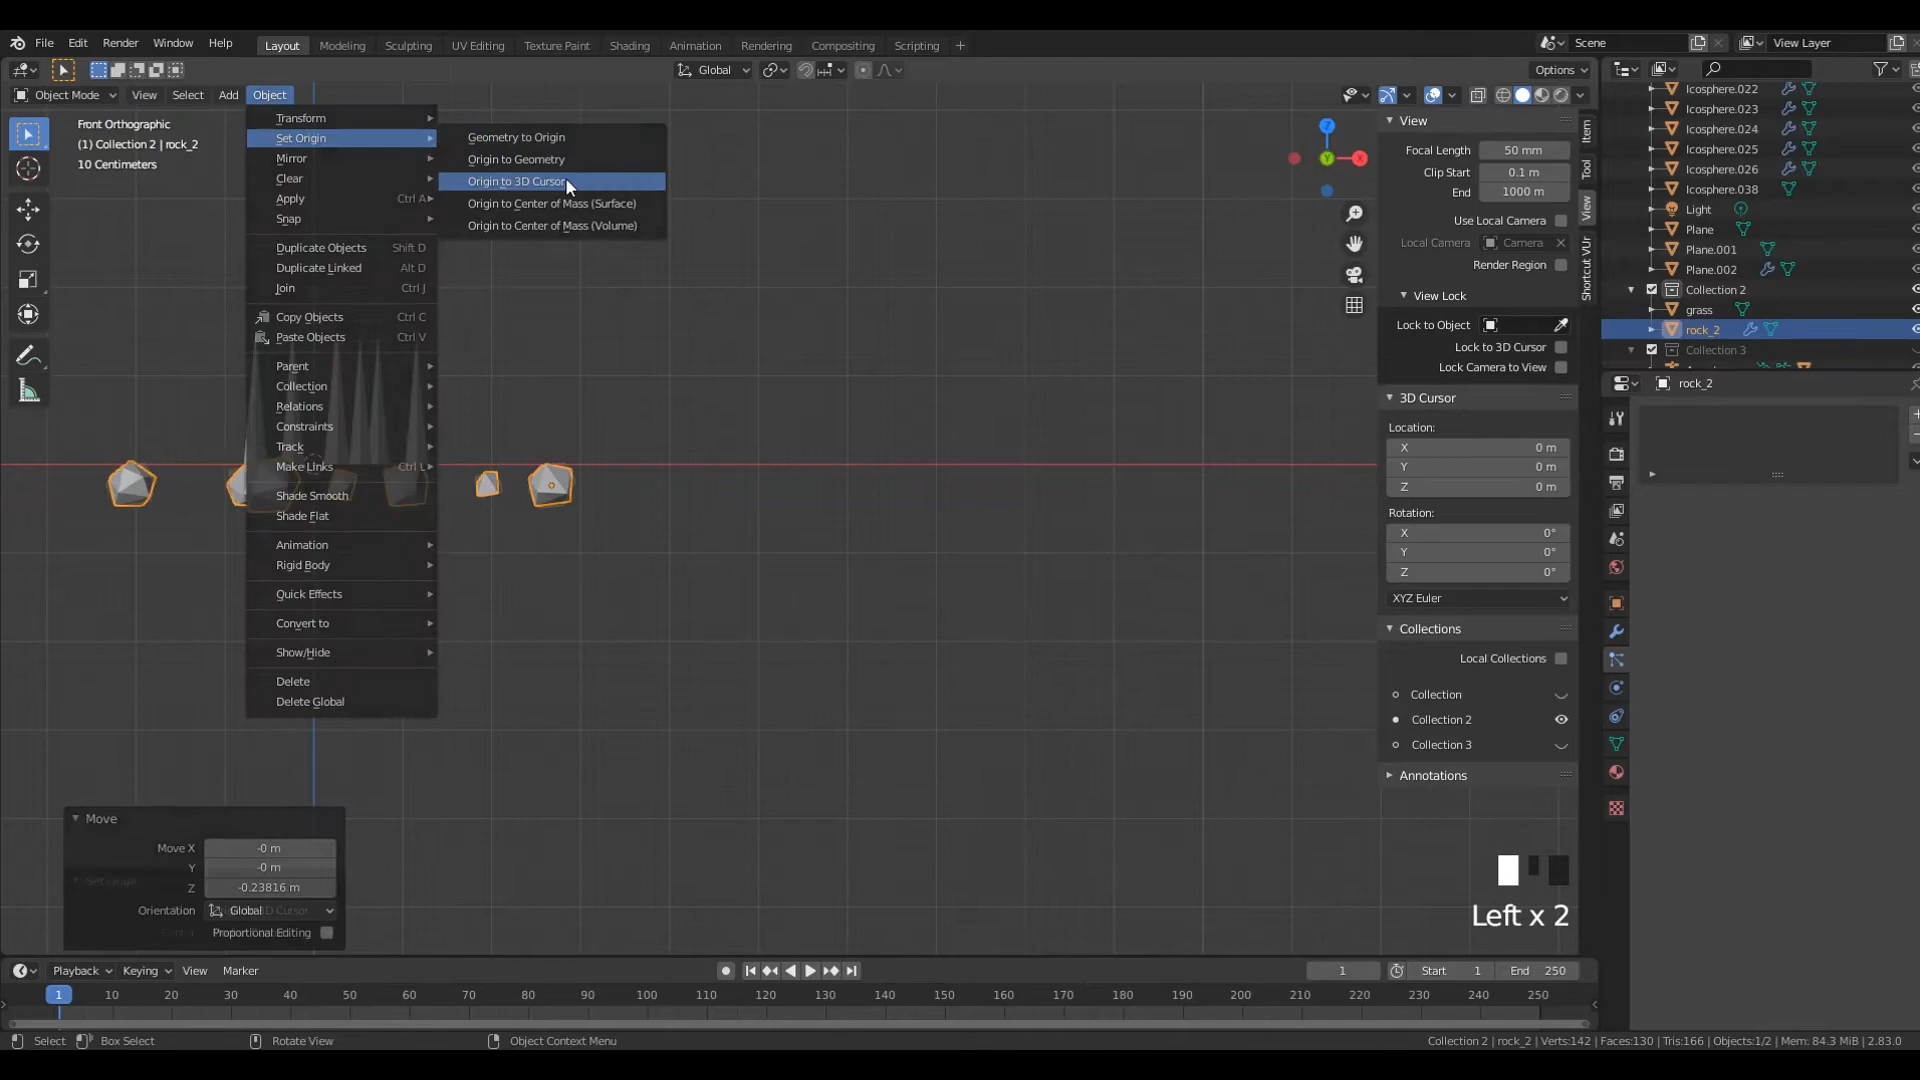 File Edit Render Window Help Layout Modeling Sculpting UV Editing Texture Paint Shading Animation Rendering Compositing Scripting + Scene View Layer
Global Options
Object Mode View Select Add Object
Front Orthographic
(1) Collection 2 | rock_2
10 Centimeters
Transform
Set Origin
Mirror
Clear
Apply Ctrl A
Snap
Duplicate Objects Shift D
Duplicate Linked Alt D
Join Ctrl J
Copy Objects Ctrl C
Paste Objects Ctrl V
Parent
Collection
Relations
Constraints
Track
Make Links Ctrl L
Shade Smooth
Shade Flat
Animation
Rigid Body
Quick Effects
Convert to
Show/Hide
Delete
Delete Global
Geometry to Origin
Origin to Geometry
Origin to 3D Cursor
Origin to Center of Mass (Surface)
Origin to Center of Mass (Volume)
Z
Y
X
View
Focal Length 50 mm
Clip Start 0.1 m
End 1000 m
Use Local Camera
Local Camera Camera
Render Region
View Lock
Lock to Object
Lock to 3D Cursor
Lock Camera to View
3D Cursor
Location:
X 0 m
Y 0 m
Z 0 m
Rotation:
X 0°
Y 0°
Z 0°
XYZ Euler
Collections
Local Collections
Collection
Collection 2
Collection 3
Annotations
Item
Tool
View
Shortcut VUr
Icosphere.022
Icosphere.023
Icosphere.024
Icosphere.025
Icosphere.026
Icosphere.038
Light
Plane
Plane.001
Plane.002
Collection 2
grass
rock_2
Collection 3
rock_2
Move
Move X -0 m
Y -0 m
Z -0.23816 m
Orientation Global
Proportional Editing
Left x 2
Playback Keying View Marker 1 Start 1 End 250
1 10 20 30 40 50 60 70 80 90 100 110 120 130 140 150 160 170 180 190 200 210 220 230 240 250
Select Box Select Rotate View Object Context Menu Collection 2 | rock_2 | Verts:142 | Faces:130 | Tris:166 | Objects:1/2 | Mem: 84.3 MiB | 2.83.0